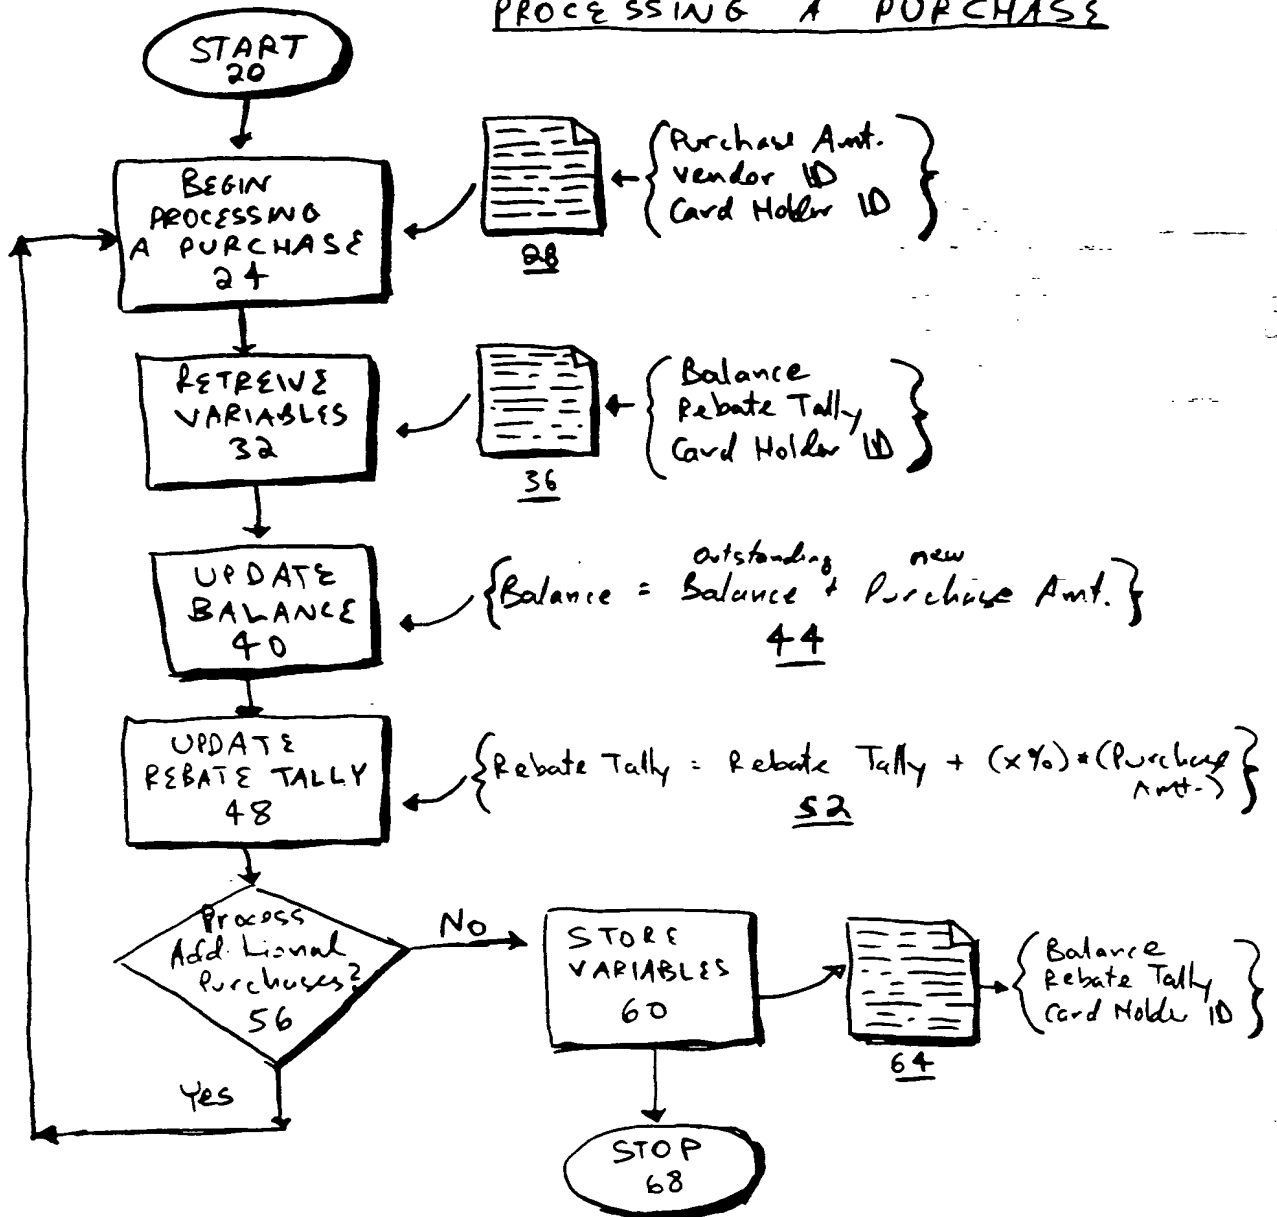 PROCESSING A PURCHASE
START
20
BEGIN
PROCESSING
A PURCHASE
24
28
Purchase Amt.
Vendor ID
Card Holder ID
RETREIVE
VARIABLES
32
36
Balance
Rebate Tally
Card Holder ID
UPDATE
BALANCE
40
outstanding new
Balance = Balance + Purchase Amt.
44
UPDATE
REBATE TALLY
48
Rebate Tally = Rebate Tally + (x%)*(Purchase
Amt.)
52
Process
Additional
Purchases?
56
No
Yes
STORE
VARIABLES
60
64
Balance
Rebate Tally
Card Holder ID
STOP
68